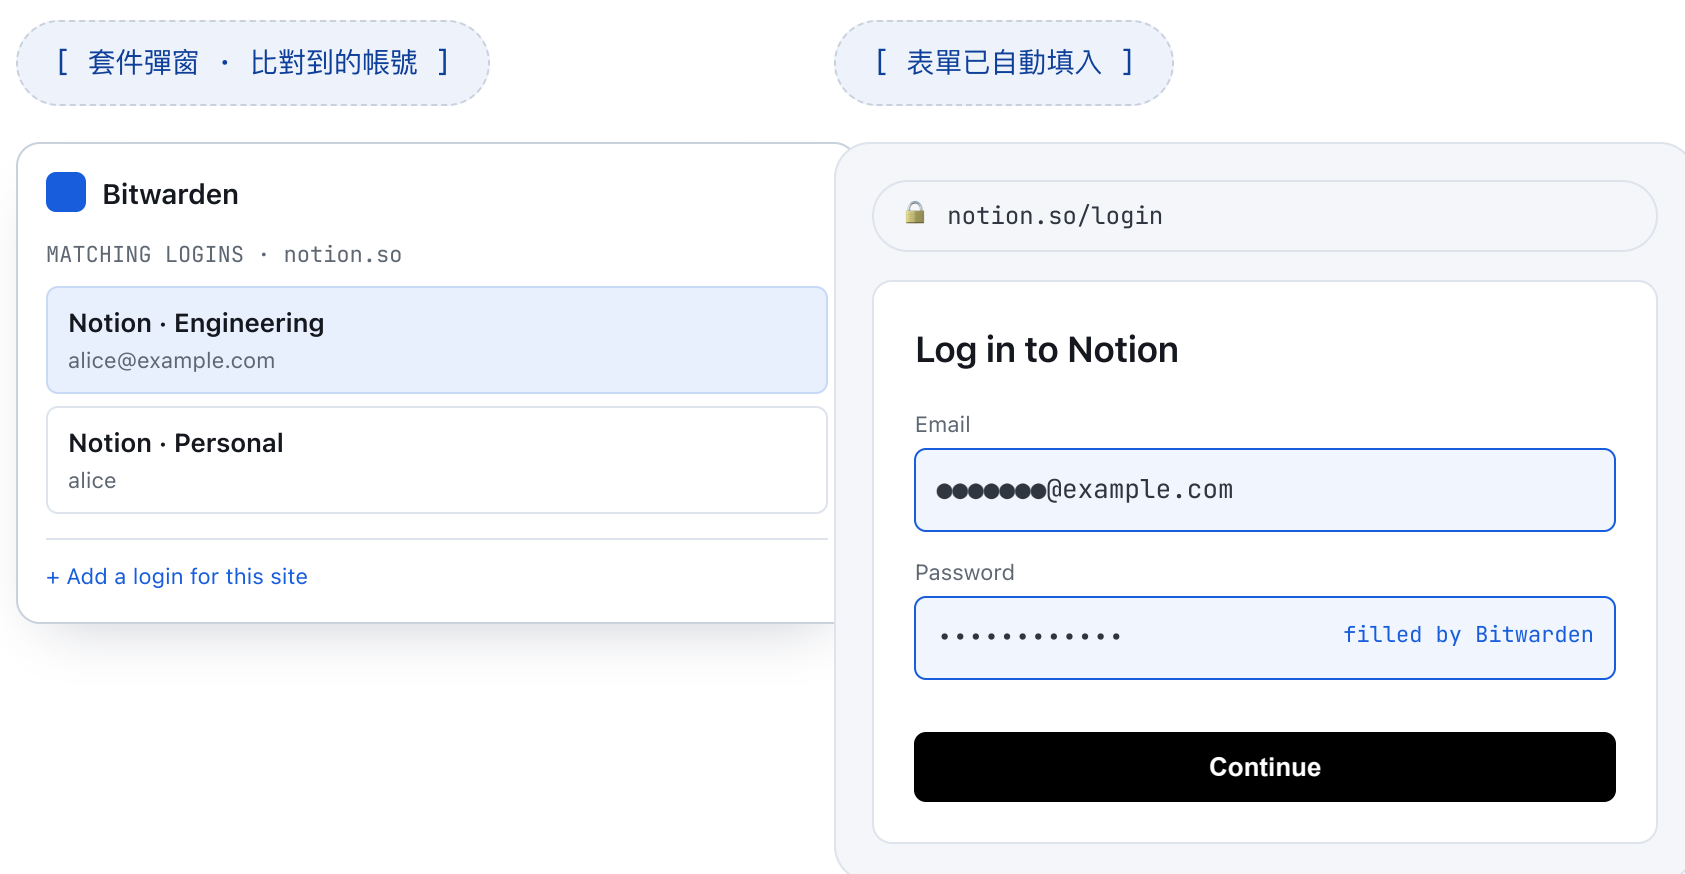 [ 套件彈窗 · 比對到的帳號 ]
Bitwarden
MATCHING LOGINS · notion.so
Notion · Engineering
alice@example.com
Notion · Personal
alice
+ Add a login for this site
[ 表單已自動填入 ]
🔒 notion.so/login
Log in to Notion
Email
●●●●●●●@example.com
Password
•••••••••••• filled by Bitwarden
Continue